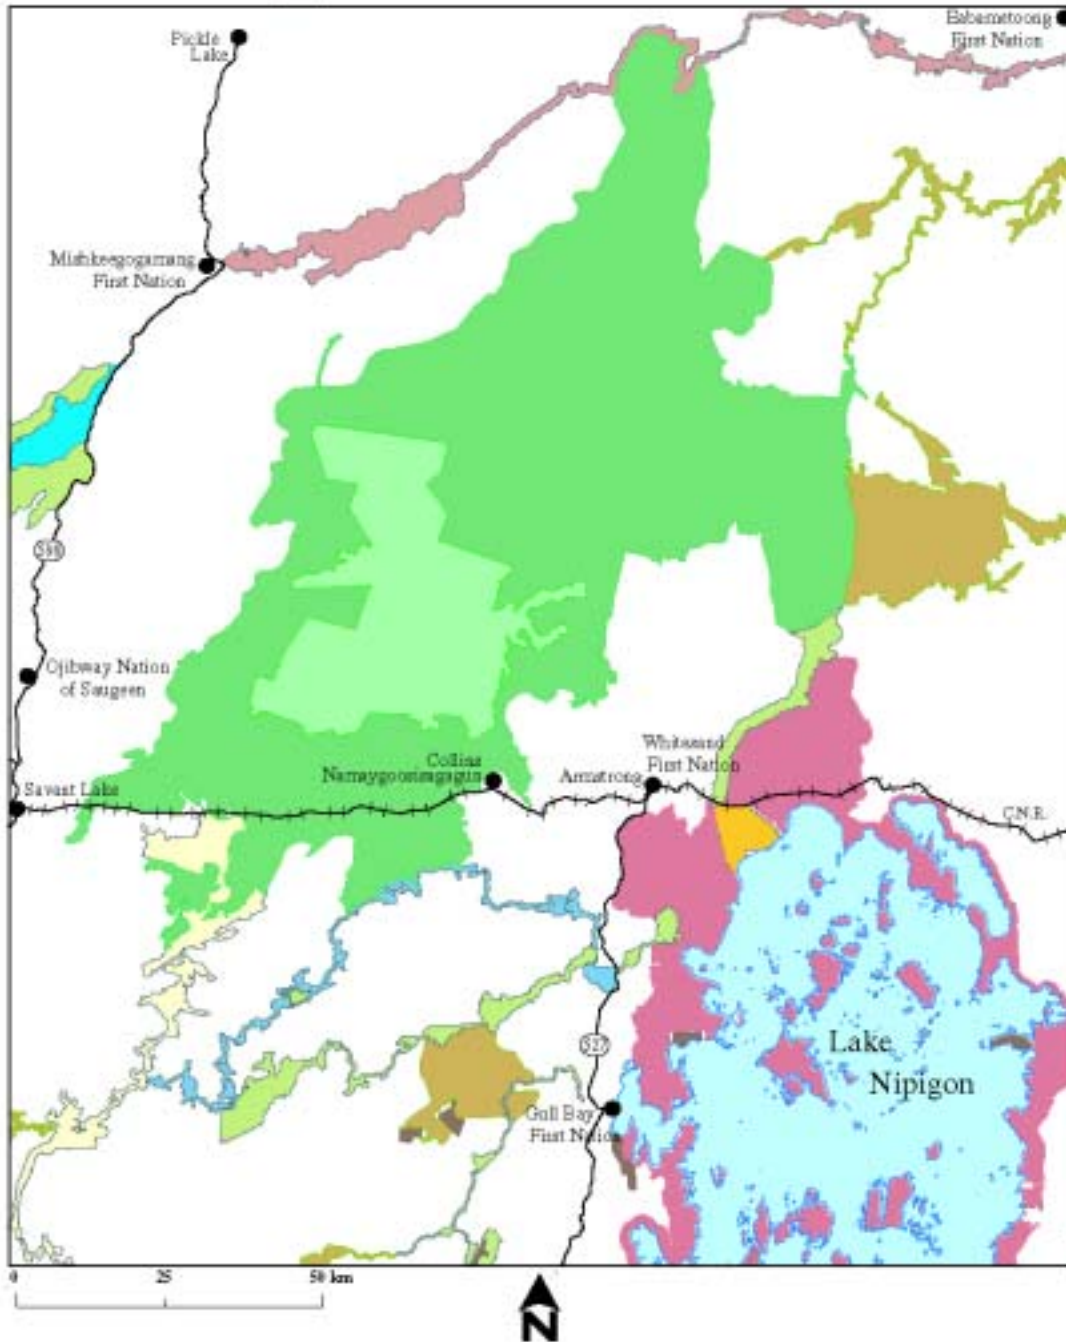 Pickle
Lake
Eabametoong
First Nation
Mishkeegogamang
First Nation
599
Ojibway Nation
of Saugeen
Savant Lake
Collins
Namaygoosisagagun
Armstrong
Whitesand
First Nation
C.N.R.
Lake
Nipigon
527
Gull Bay
First Nation
0 25 50 km
N